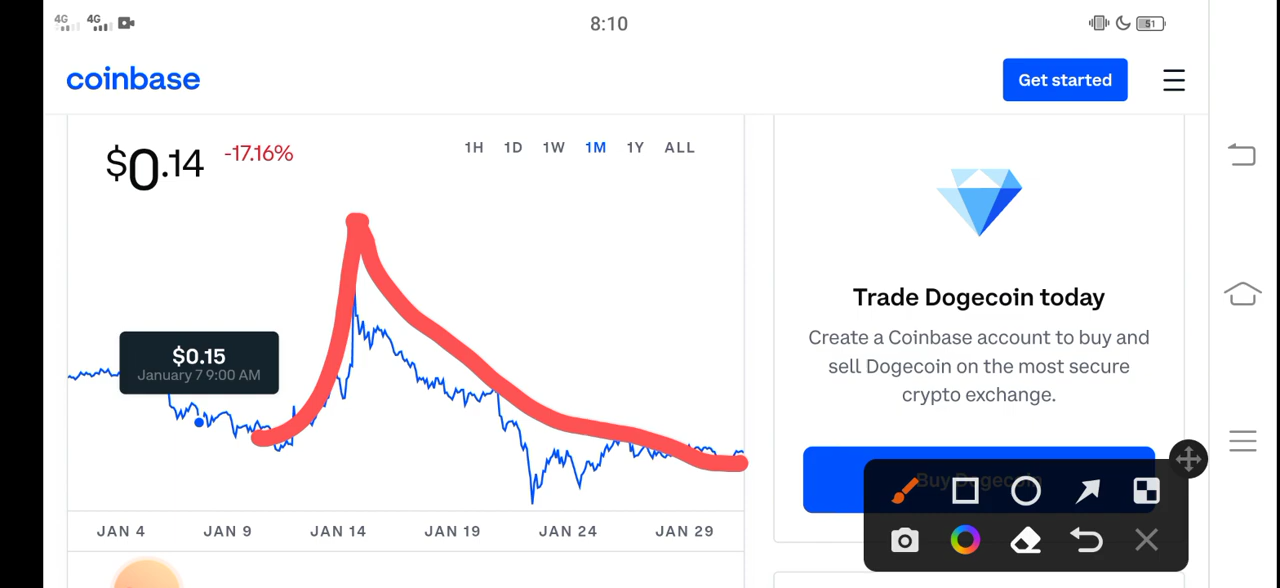 4G 4G 8:10 51
coinbase Get started
$0.14 -17.16% 1H 1D 1W 1M 1Y ALL
$0.15
January 7 9:00 AM
JAN 4 JAN 9 JAN 14 JAN 19 JAN 24 JAN 29
Trade Dogecoin today
Create a Coinbase account to buy and
sell Dogecoin on the most secure
crypto exchange.
Buy Dogecoin